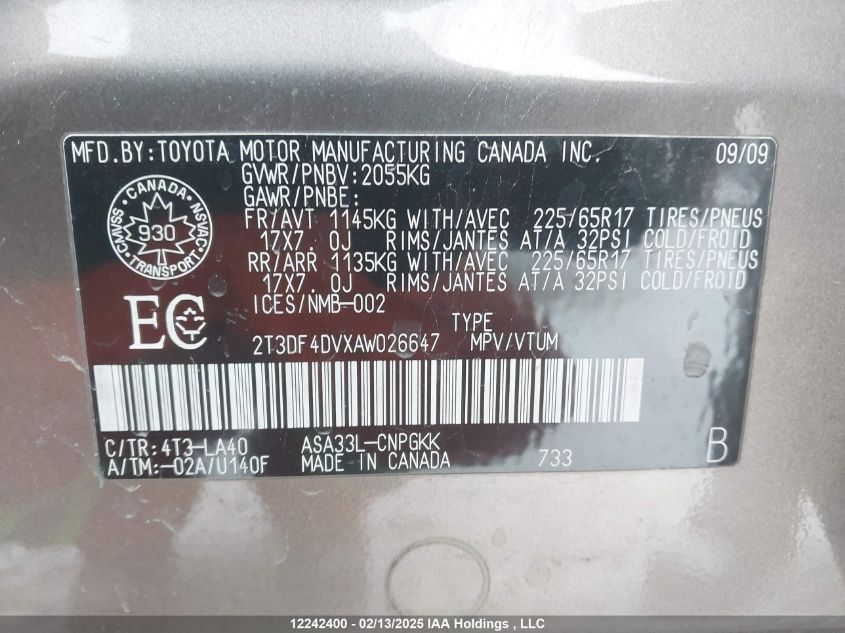 MFD.BY:TOYOTA MOTOR MANUFACTURING CANADA INC. 09/09
GVWR/PNBV:2055KG
GAWR/PNBE:
FR/AVT 1145KG WITH/AVEC 225/65R17 TIRES/PNEUS
17X7.0J RIMS/JANTES AT/A 32PSI COLD/FROID
RR/ARR 1135KG WITH/AVEC 225/65R17 TIRES/PNEUS
17X7.0J RIMS/JANTES AT/A 32PSI COLD/FROID
ICES/NMB-002
CANADA
CMVSS 930 NSVAC
TRANSPORT
EC
TYPE
2T3DF4DVXAW026647 MPV/VTUM
C/TR:4T3-LA40 ASA33L-CNPGKK
A/TM:-02A/U140F MADE IN CANADA 733 B
12242400 - 02/13/2025 IAA Holdings , LLC